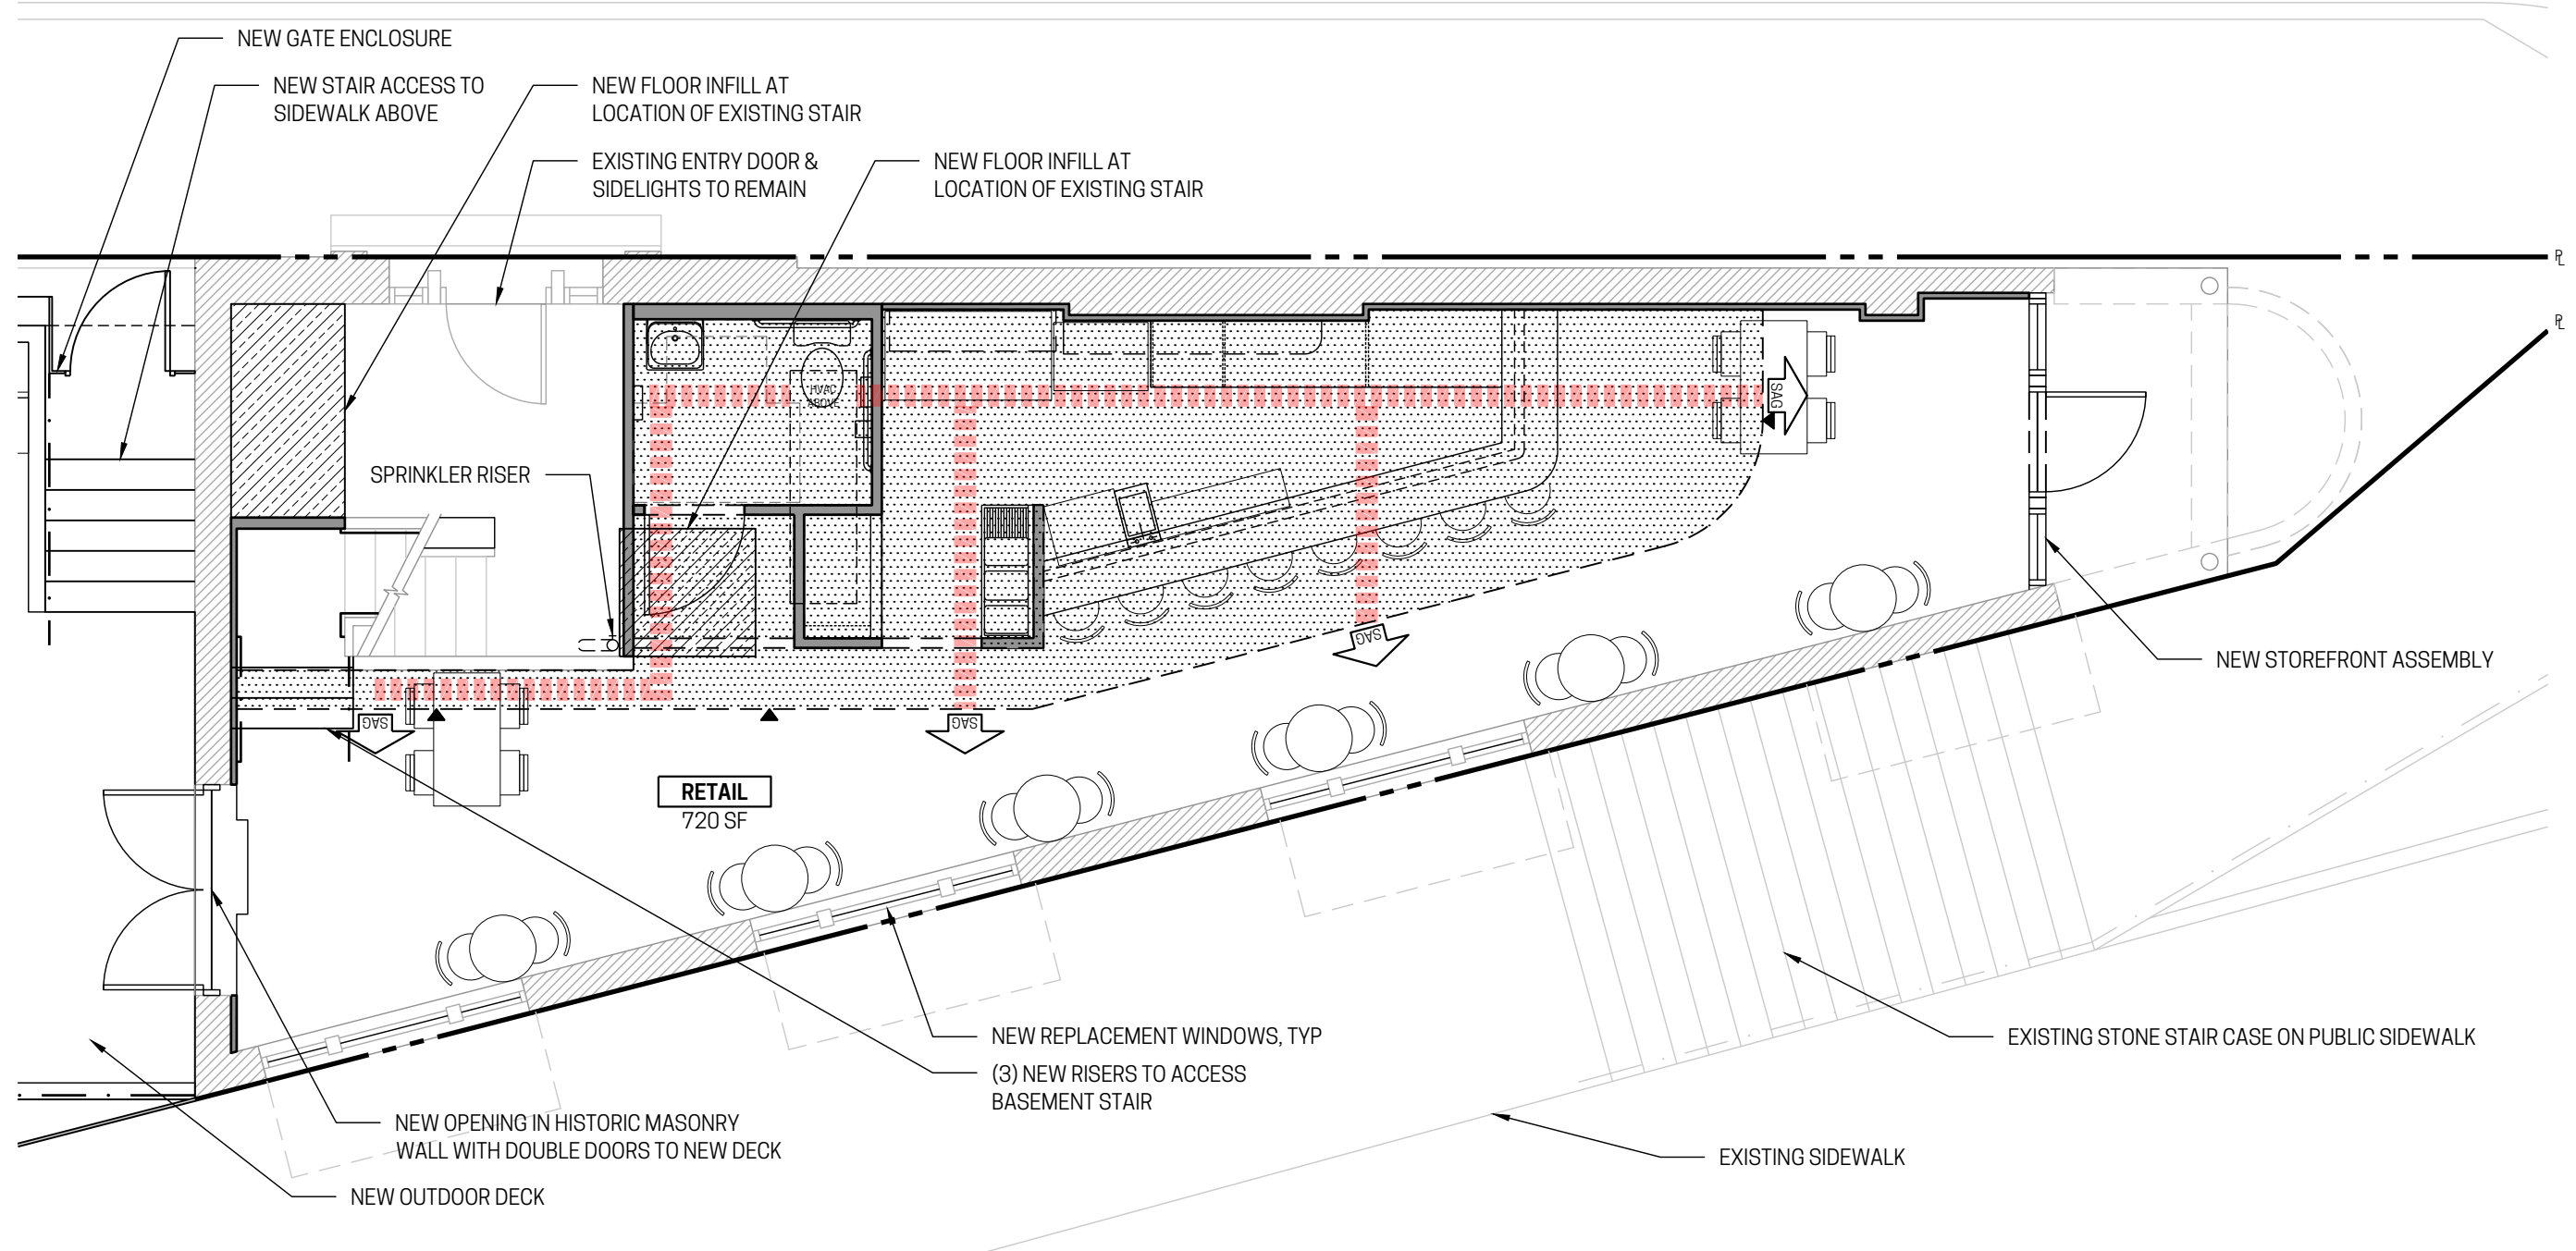 NEW GATE ENCLOSURE
NEW STAIR ACCESS TO
SIDEWALK ABOVE
NEW FLOOR INFILL AT
LOCATION OF EXISTING STAIR
EXISTING ENTRY DOOR &
SIDELIGHTS TO REMAIN
NEW FLOOR INFILL AT
LOCATION OF EXISTING STAIR
PL
PL
HVAC
ABOVE
SAG
SPRINKLER RISER
SAG
SAG
SAG
NEW STOREFRONT ASSEMBLY
RETAIL
720 SF
NEW REPLACEMENT WINDOWS, TYP
(3) NEW RISERS TO ACCESS
BASEMENT STAIR
EXISTING STONE STAIR CASE ON PUBLIC SIDEWALK
NEW OPENING IN HISTORIC MASONRY
WALL WITH DOUBLE DOORS TO NEW DECK
EXISTING SIDEWALK
NEW OUTDOOR DECK